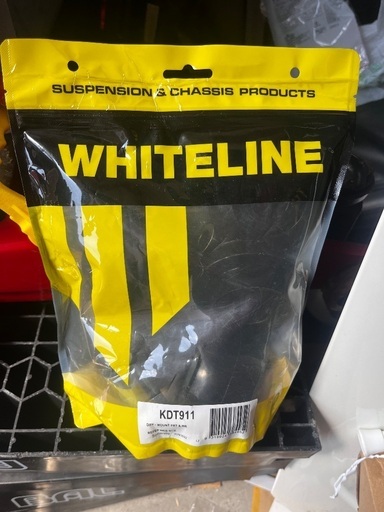 SUSPENSION & CHASSIS PRODUCTS
WHITELINE
KDT911